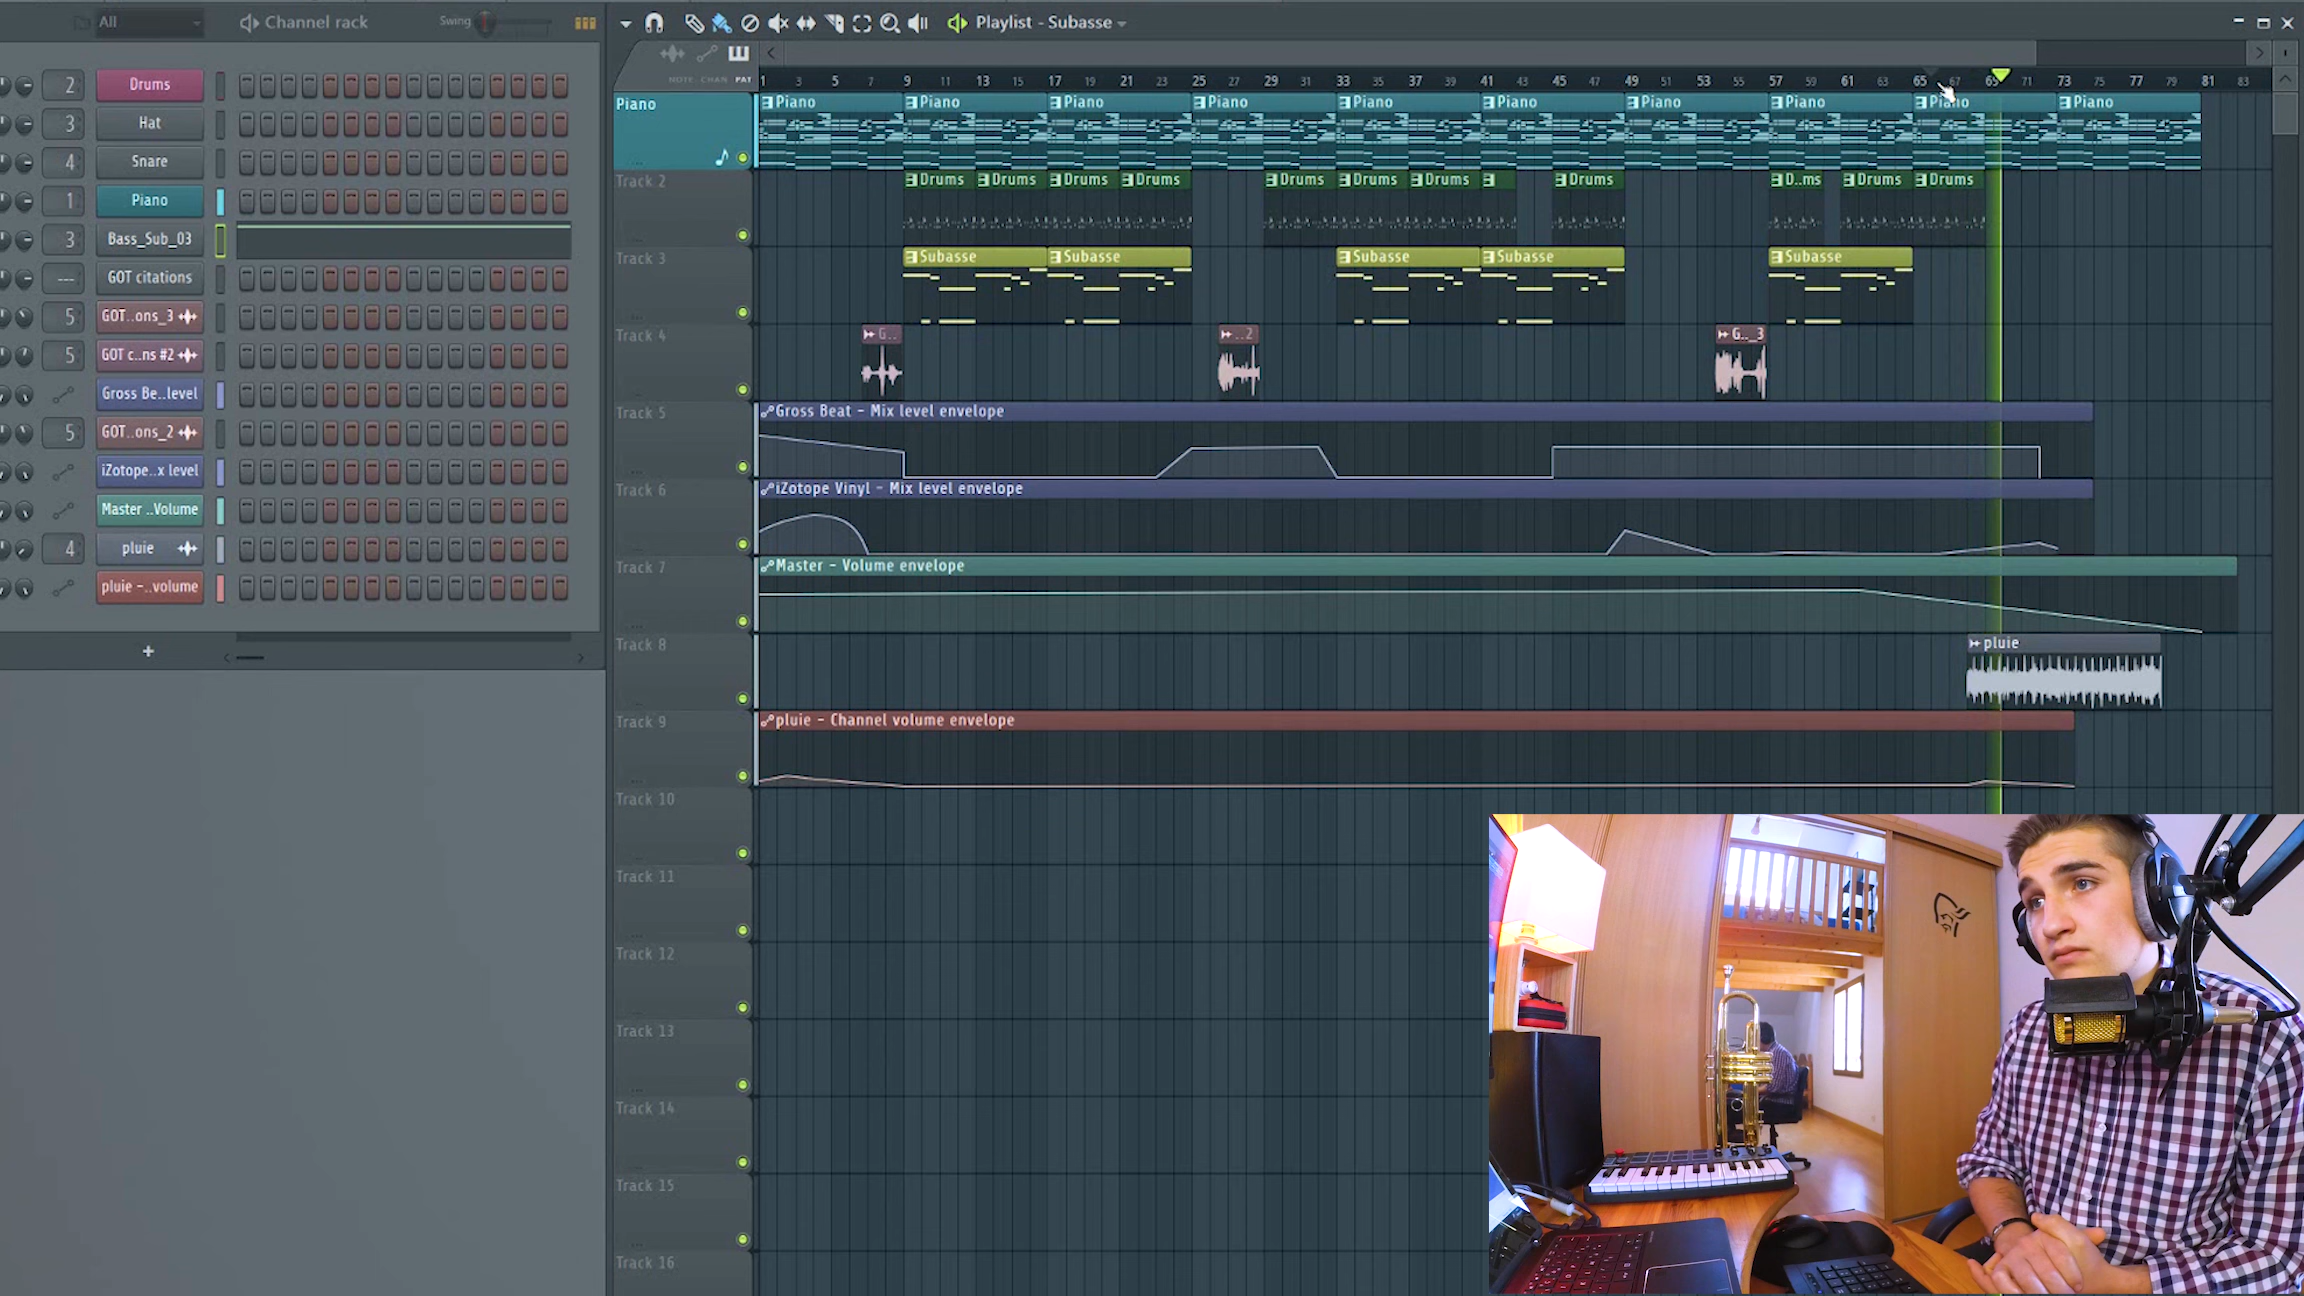 All
Channel rack
Swing
Playlist - Subasse
NOTE CHAN PAT
1 3 5 7 9 11 13 15 17 19 21 23 25 27 29 31 33 35 37 39 41 43 45 47 49 51 53 55 57 59 61 63 65 67 69 71 73 75 77 79 81 83
2 Drums
3 Hat
4 Snare
1 Piano
3 Bass_Sub_03
--- GOT citations
5 GOT..ons_3
5 GOT c..ns #2
Gross Be..level
5 GOT..ons_2
iZotope..x level
Master ..Volume
4 pluie
pluie -..volume
+
Piano
Piano Piano Piano Piano Piano Piano Piano Piano Piano Piano
Track 2
Drums Drums Drums Drums Drums Drums Drums Drums D..ms Drums Drums
Track 3
Subasse Subasse Subasse Subasse Subasse
Track 4
G.. ..2 G.._3
Track 5
Gross Beat - Mix level envelope
Track 6
iZotope Vinyl - Mix level envelope
Track 7
Master - Volume envelope
Track 8
pluie
Track 9
pluie - Channel volume envelope
Track 10
Track 11
Track 12
Track 13
Track 14
Track 15
Track 16